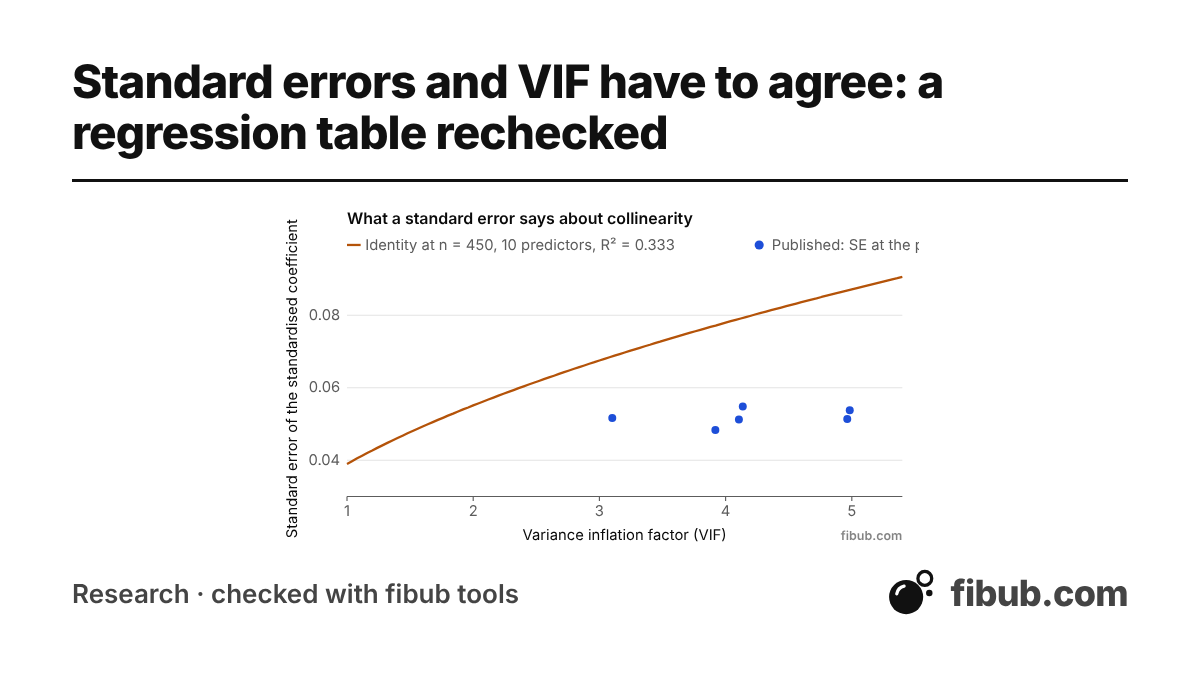 Standard errors and VIF have to agree: a
regression table rechecked
What a standard error says about collinearity
Identity at n = 450, 10 predictors, R² = 0.333
Published: SE at the
Standard error of the standardised coefficient
0.08
0.06
0.04
1 2 3 4 5
Variance inflation factor (VIF)
fibub.com
Research · checked with fibub tools
fibub.com